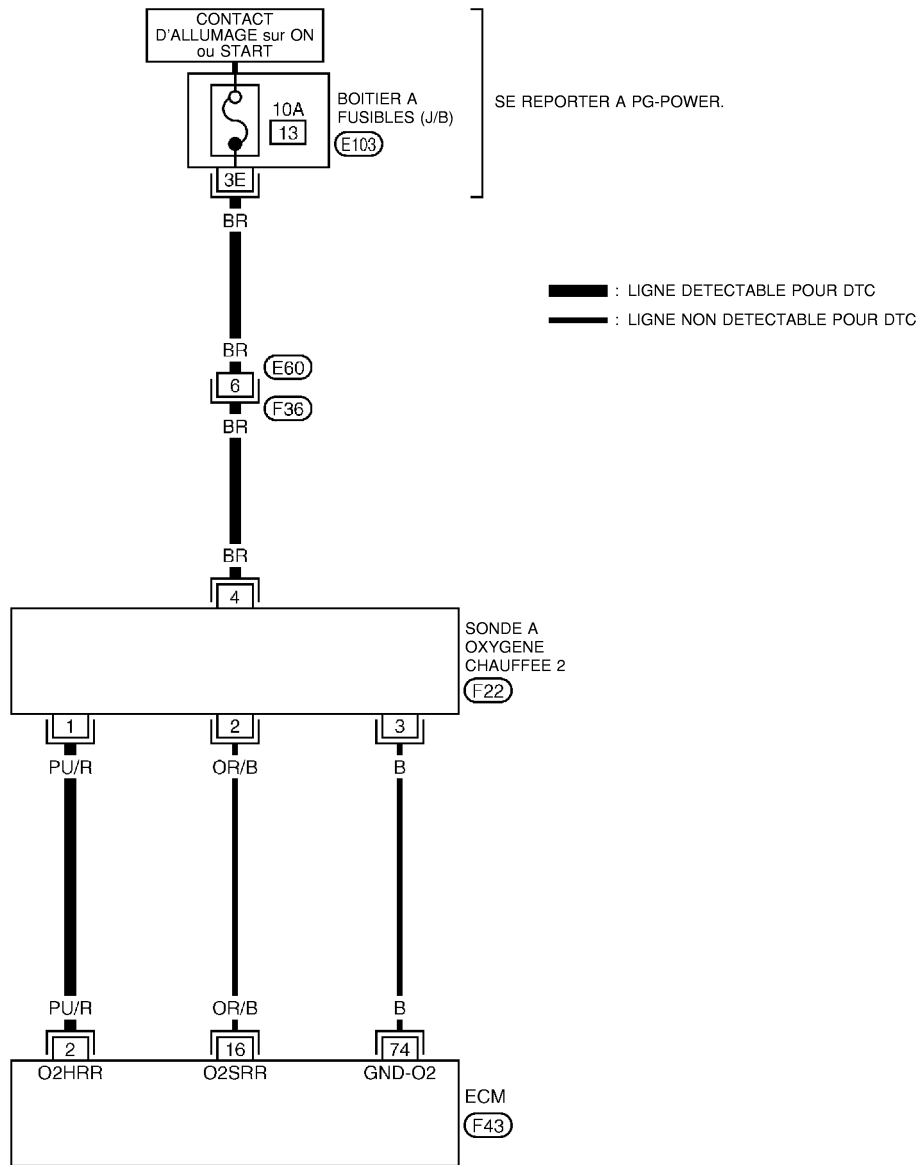 CONTACT
D'ALLUMAGE sur ON
ou START
10A
13
BOITIER A
FUSIBLES (J/B)
E103
SE REPORTER A PG-POWER.
3E
BR
: LIGNE DETECTABLE POUR DTC
: LIGNE NON DETECTABLE POUR DTC
BR
E60
6
F36
BR
BR
4
SONDE A
OXYGENE
CHAUFFEE 2
F22
1 2 3
PU/R OR/B B
PU/R OR/B B
2 16 74
O2HRR O2SRR GND-O2
ECM
F43